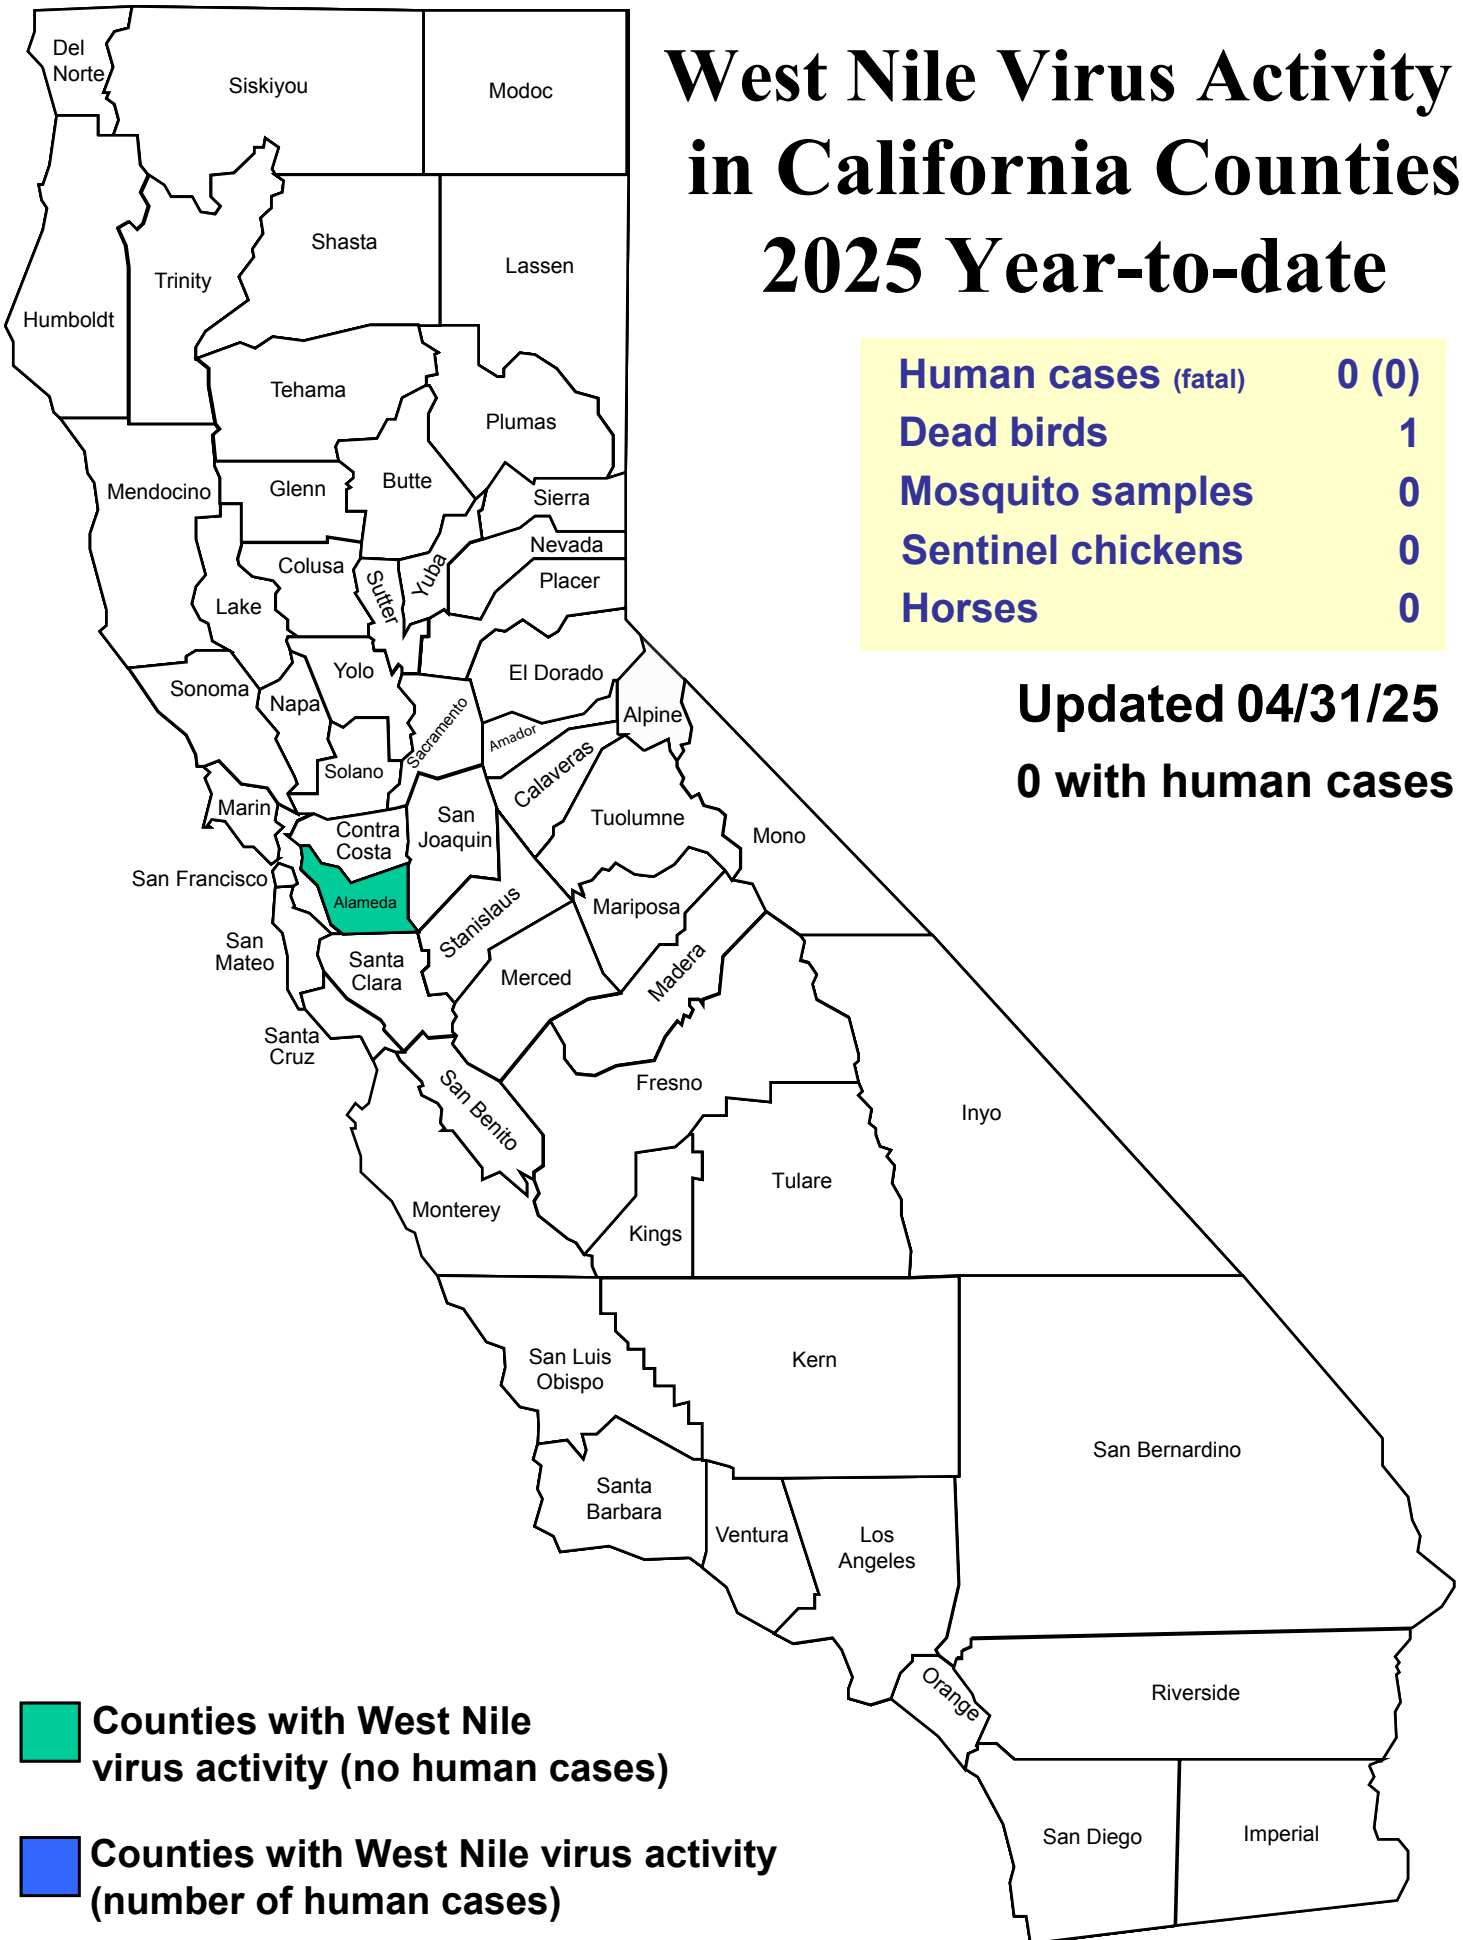 West Nile Virus Activity
in California Counties
2025 Year-to-date
Human cases (fatal) 0 (0)
Dead birds 1
Mosquito samples 0
Sentinel chickens 0
Horses 0
Updated 04/31/25
0 with human cases
Del
Norte
Siskiyou
Modoc
Shasta
Lassen
Trinity
Humboldt
Tehama
Plumas
Mendocino
Glenn
Butte
Sierra
Nevada
Colusa
Sutter
Yuba
Placer
Lake
Yolo
El Dorado
Sonoma
Napa
Sacramento
Amador
Alpine
Solano
Calaveras
Marin
Contra
Costa
San
Joaquin
Tuolumne
Mono
San Francisco
Alameda
Stanislaus
Mariposa
San
Mateo
Santa
Clara
Merced
Madera
Santa
Cruz
San Benito
Fresno
Inyo
Monterey
Kings
Tulare
San Luis
Obispo
Kern
San Bernardino
Santa
Barbara
Ventura
Los
Angeles
Orange
Riverside
San Diego
Imperial
Counties with West Nile
virus activity (no human cases)
Counties with West Nile virus activity
(number of human cases)